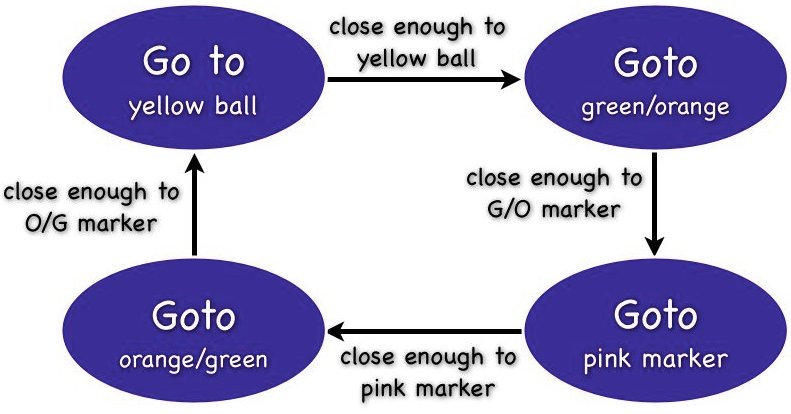 Go to
yellow ball
close enough to
yellow ball
Goto
green/orange
close enough to
O/G marker
close enough to
G/O marker
Goto
orange/green
close enough to
pink marker
Goto
pink marker